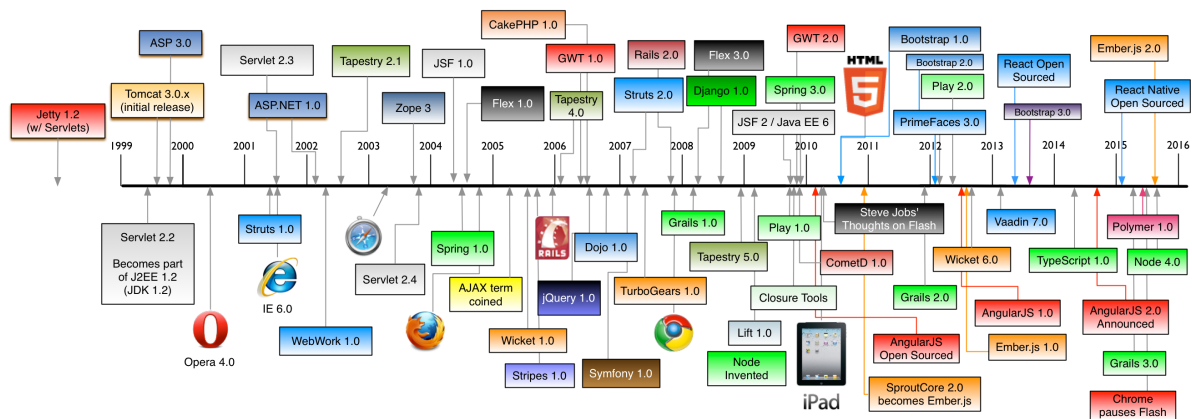 CakePHP 1.0
ASP 3.0
GWT 1.0
Rails 2.0
Flex 3.0
GWT 2.0
HTML
5
Bootstrap 1.0
Ember.js 2.0
Servlet 2.3
Tapestry 2.1
JSF 1.0
Bootstrap 2.0
React Open
Sourced
Tomcat 3.0.x
(initial release)
ASP.NET 1.0
Zope 3
Flex 1.0
Tapestry
4.0
Struts 2.0
Django 1.0
Spring 3.0
Play 2.0
React Native
Open Sourced
Jetty 1.2
(w/ Servlets)
JSF 2 / Java EE 6
PrimeFaces 3.0
Bootstrap 3.0
1999 2000 2001 2002 2003 2004 2005 2006 2007 2008 2009 2010 2011 2012 2013 2014 2015 2016
Servlet 2.2
Becomes part
of J2EE 1.2
(JDK 1.2)
Struts 1.0
Spring 1.0
RAILS
Dojo 1.0
Grails 1.0
Play 1.0
Steve Jobs'
Thoughts on Flash
Vaadin 7.0
Polymer 1.0
Tapestry 5.0
CometD 1.0
Wicket 6.0
TypeScript 1.0
Node 4.0
Servlet 2.4
AJAX term
coined
jQuery 1.0
TurboGears 1.0
Closure Tools
Grails 2.0
IE 6.0
AngularJS 1.0
AngularJS 2.0
Announced
Opera 4.0
WebWork 1.0
Wicket 1.0
Lift 1.0
AngularJS
Open Sourced
Ember.js 1.0
Stripes 1.0
Symfony 1.0
Node
Invented
Grails 3.0
iPad
SproutCore 2.0
becomes Ember.js
Chrome
pauses Flash